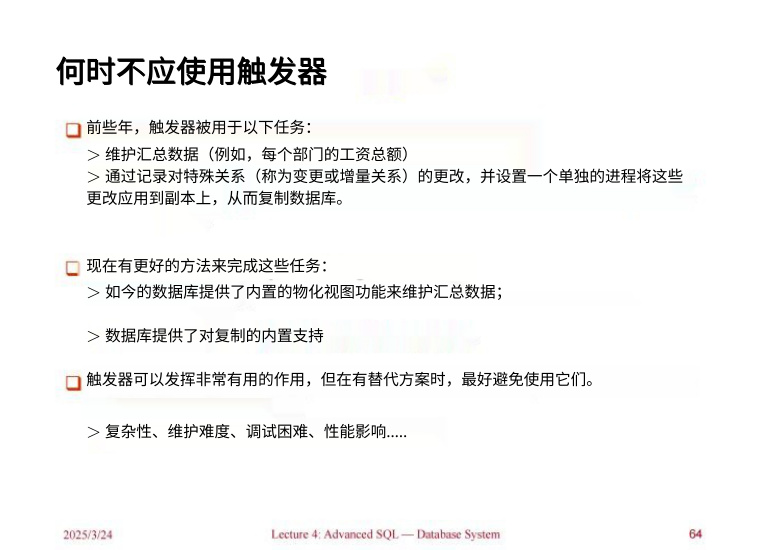 何时不应使用触发器
前些年，触发器被用于以下任务：
> 维护汇总数据（例如，每个部门的工资总额）
> 通过记录对特殊关系（称为变更或增量关系）的更改，并设置一个单独的进程将这些
更改应用到副本上，从而复制数据库。
现在有更好的方法来完成这些任务：
> 如今的数据库提供了内置的物化视图功能来维护汇总数据；
> 数据库提供了对复制的内置支持
触发器可以发挥非常有用的作用，但在有替代方案时，最好避免使用它们。
> 复杂性、维护难度、调试困难、性能影响.....
2025/3/24
Lecture 4: Advanced SQL — Database System
64